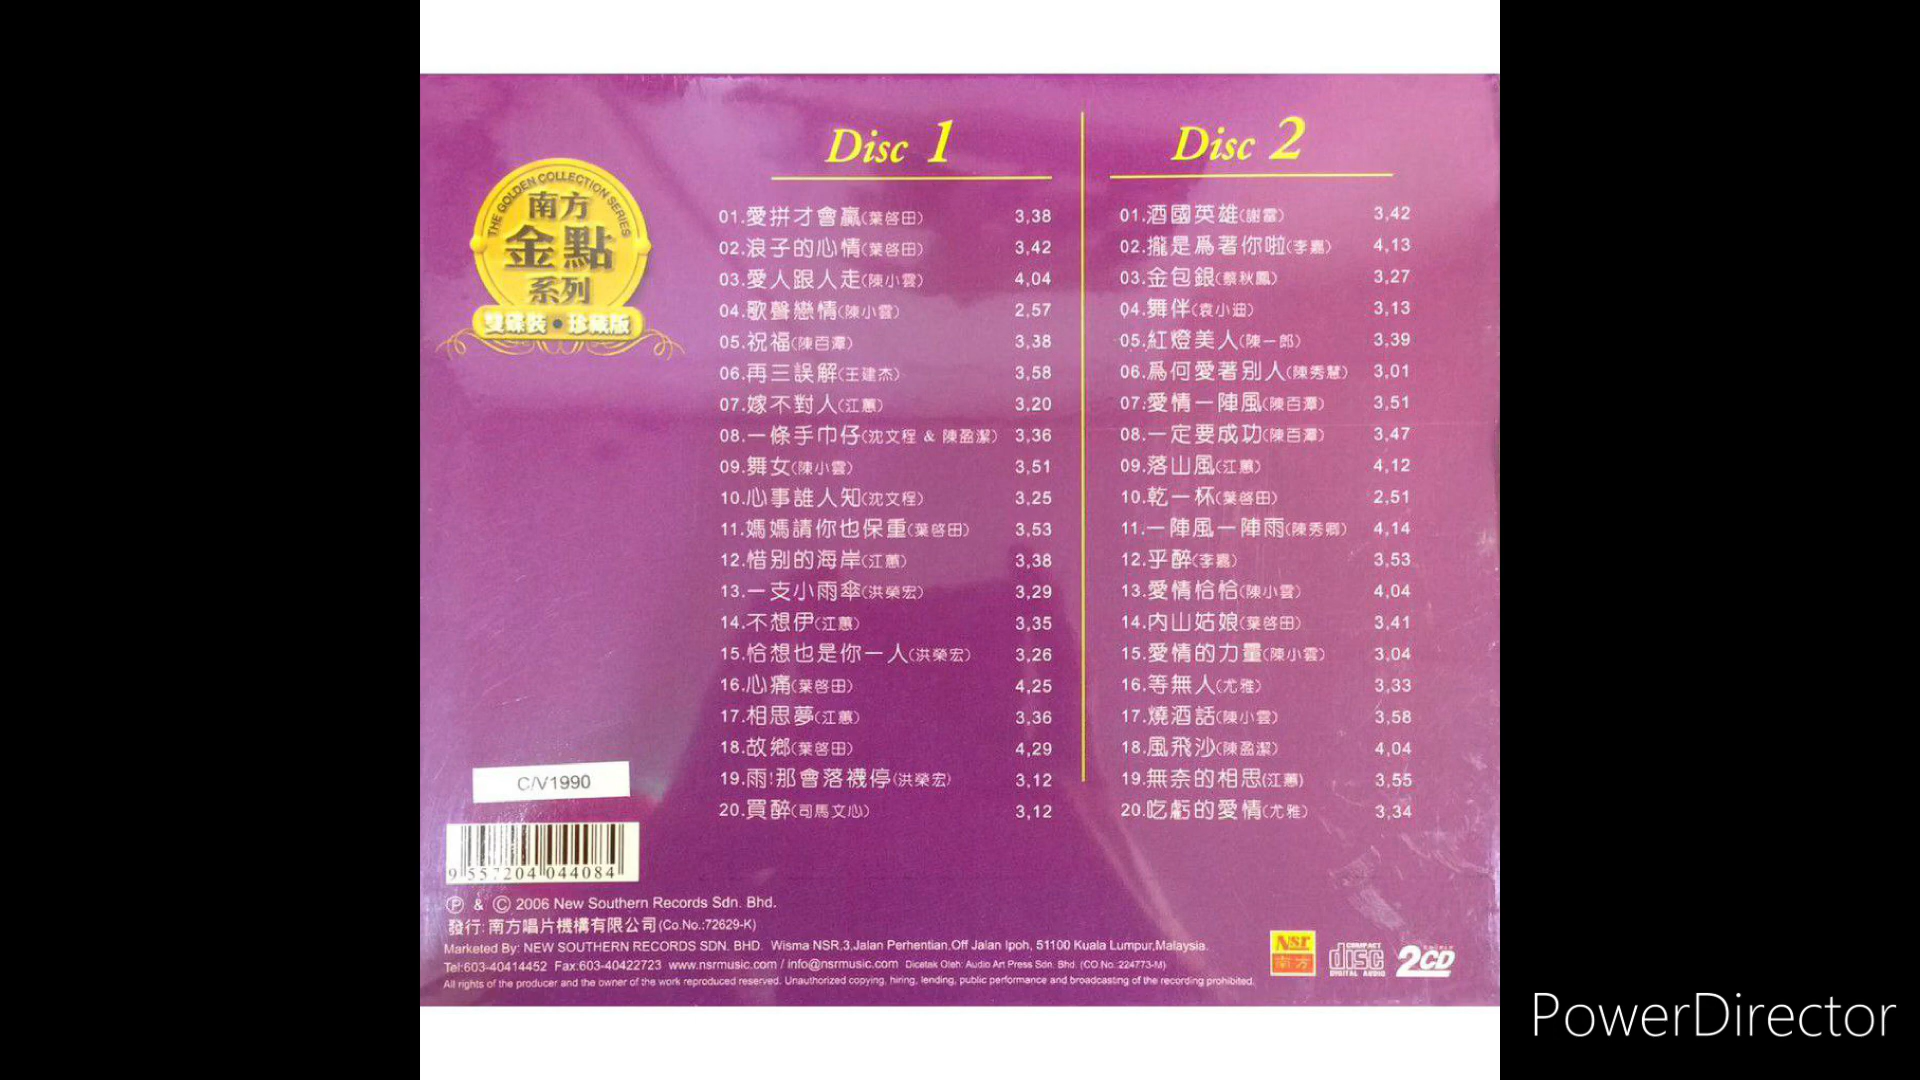 THE GOLDEN COLLECTION SERIES
南方
金點
系列
雙碟裝·珍藏版
Disc 1
01.愛拼才會贏(葉啓田) 3,38
02.浪子的心情(葉啓田) 3,42
03.愛人跟人走(陳小雲) 4,04
04.歌聲戀情(陳小雲) 2,57
05.祝福(陳百潭) 3,38
06.再三誤解(王建杰) 3,58
07.嫁不對人(江蕙) 3,20
08.一條手巾仔(沈文程 & 陳盈潔) 3,36
09.舞女(陳小雲) 3,51
10.心事誰人知(沈文程) 3,25
11.媽媽請你也保重(葉啓田) 3,53
12.惜别的海岸(江蕙) 3,38
13.一支小雨傘(洪榮宏) 3,29
14.不想伊(江蕙) 3,35
15.恰想也是你一人(洪榮宏) 3,26
16.心痛(葉啓田) 4,25
17.相思夢(江蕙) 3,36
18.故鄉(葉啓田) 4,29
19.雨!那會落襪停(洪榮宏) 3,12
20.買醉(司馬文心) 3,12
Disc 2
01.酒國英雄(謝雷) 3,42
02.攏是爲著你啦(李嘉) 4,13
03.金包銀(蔡秋鳳) 3,27
04.舞伴(袁小迪) 3,13
05.紅燈美人(陳一郎) 3,39
06.爲何愛著别人(陳秀慧) 3,01
07.愛情一陣風(陳百潭) 3,51
08.一定要成功(陳百潭) 3,47
09.落山風(江蕙) 4,12
10.乾一杯(葉啓田) 2,51
11.一陣風一陣雨(陳秀卿) 4,14
12.乎醉(李嘉) 3,53
13.愛情恰恰(陳小雲) 4,04
14.内山姑娘(葉啓田) 3,41
15.愛情的力量(陳小雲) 3,04
16.等無人(尤雅) 3,33
17.燒酒話(陳小雲) 3,58
18.風飛沙(陳盈潔) 4,04
19.無奈的相思(江蕙) 3,55
20.吃虧的愛情(尤雅) 3,34
C/V1990
9 557204 044084
Ⓟ & © 2006 New Southern Records Sdn. Bhd.
發行: 南方唱片機構有限公司(Co.No.:72629-K)
Marketed By: NEW SOUTHERN RECORDS SDN. BHD. Wisma NSR,3,Jalan Perhentian,Off Jalan Ipoh, 51100 Kuala Lumpur,Malaysia.
Tel:603-40414452 Fax:603-40422723 www.nsrmusic.com / info@nsrmusic.com Dicetak Oleh: Audio Art Press Sdn. Bhd. (CO.No.:224773-M)
All rights of the producer and the owner of the work reproduced reserved. Unauthorized copying, hiring, lending, public performance and broadcasting of the recording prohibited.
Nsr
南方
COMPACT
disc
DIGITAL AUDIO
2CD
PowerDirector